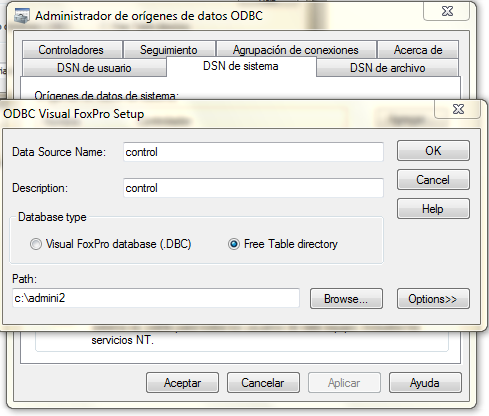 Administrador de orígenes de datos ODBC
Controladores Seguimiento Agrupación de conexiones Acerca de
DSN de usuario DSN de sistema DSN de archivo
Orígenes de datos de sistema:
ODBC Visual FoxPro Setup
Data Source Name: control OK
Description: control Cancel
Help
Database type
Visual FoxPro database (.DBC) Free Table directory
Path:
c:\admini2 Browse... Options>>
servicios NT.
Aceptar Cancelar Aplicar Ayuda